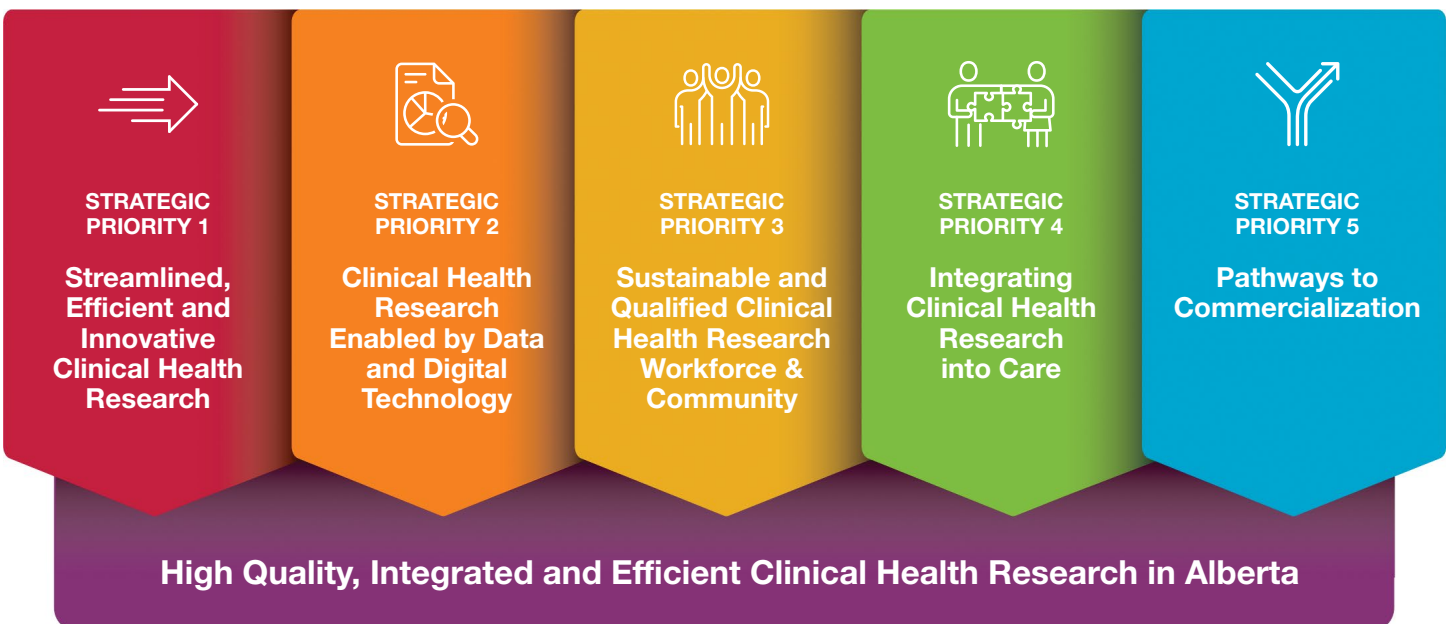 STRATEGIC
PRIORITY 1
Streamlined,
Efficient and
Innovative
Clinical Health
Research
STRATEGIC
PRIORITY 2
Clinical Health
Research
Enabled by Data
and Digital
Technology
STRATEGIC
PRIORITY 3
Sustainable and
Qualified Clinical
Health Research
Workforce &
Community
STRATEGIC
PRIORITY 4
Integrating
Clinical Health
Research
into Care
STRATEGIC
PRIORITY 5
Pathways to
Commercialization
High Quality, Integrated and Efficient Clinical Health Research in Alberta